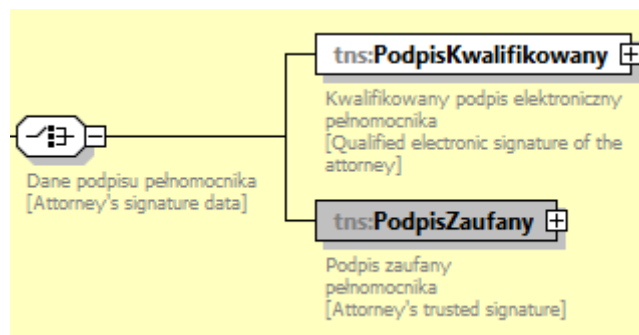 tns:PodpisKwalifikowany
Kwalifikowany podpis elektroniczny
pełnomocnika
[Qualified electronic signature of the
attorney]
Dane podpisu pełnomocnika
[Attorney's signature data]
tns:PodpisZaufany
Podpis zaufany
pełnomocnika
[Attorney's trusted signature]